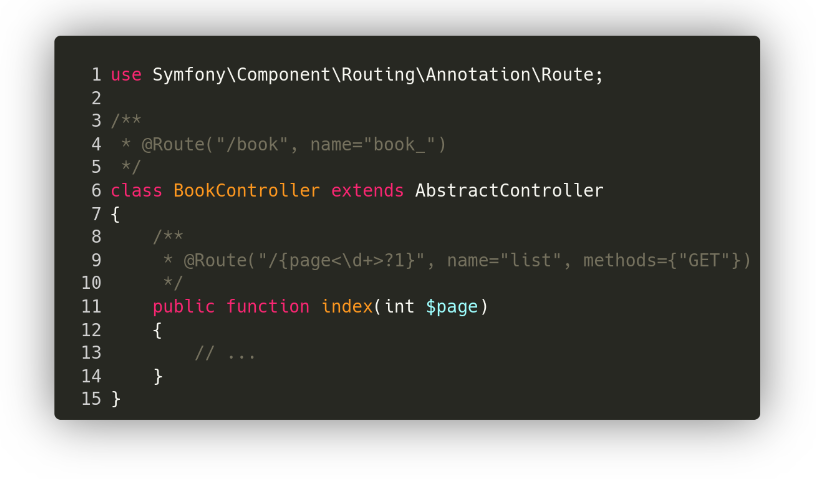 1 use Symfony\Component\Routing\Annotation\Route;
2
3 /**
4  * @Route("/book", name="book_")
5  */
6 class BookController extends AbstractController
7 {
8     /**
9      * @Route("/{page<\d+>?1}", name="list", methods={"GET"})
10      */
11     public function index(int $page)
12     {
13         // ...
14     }
15 }